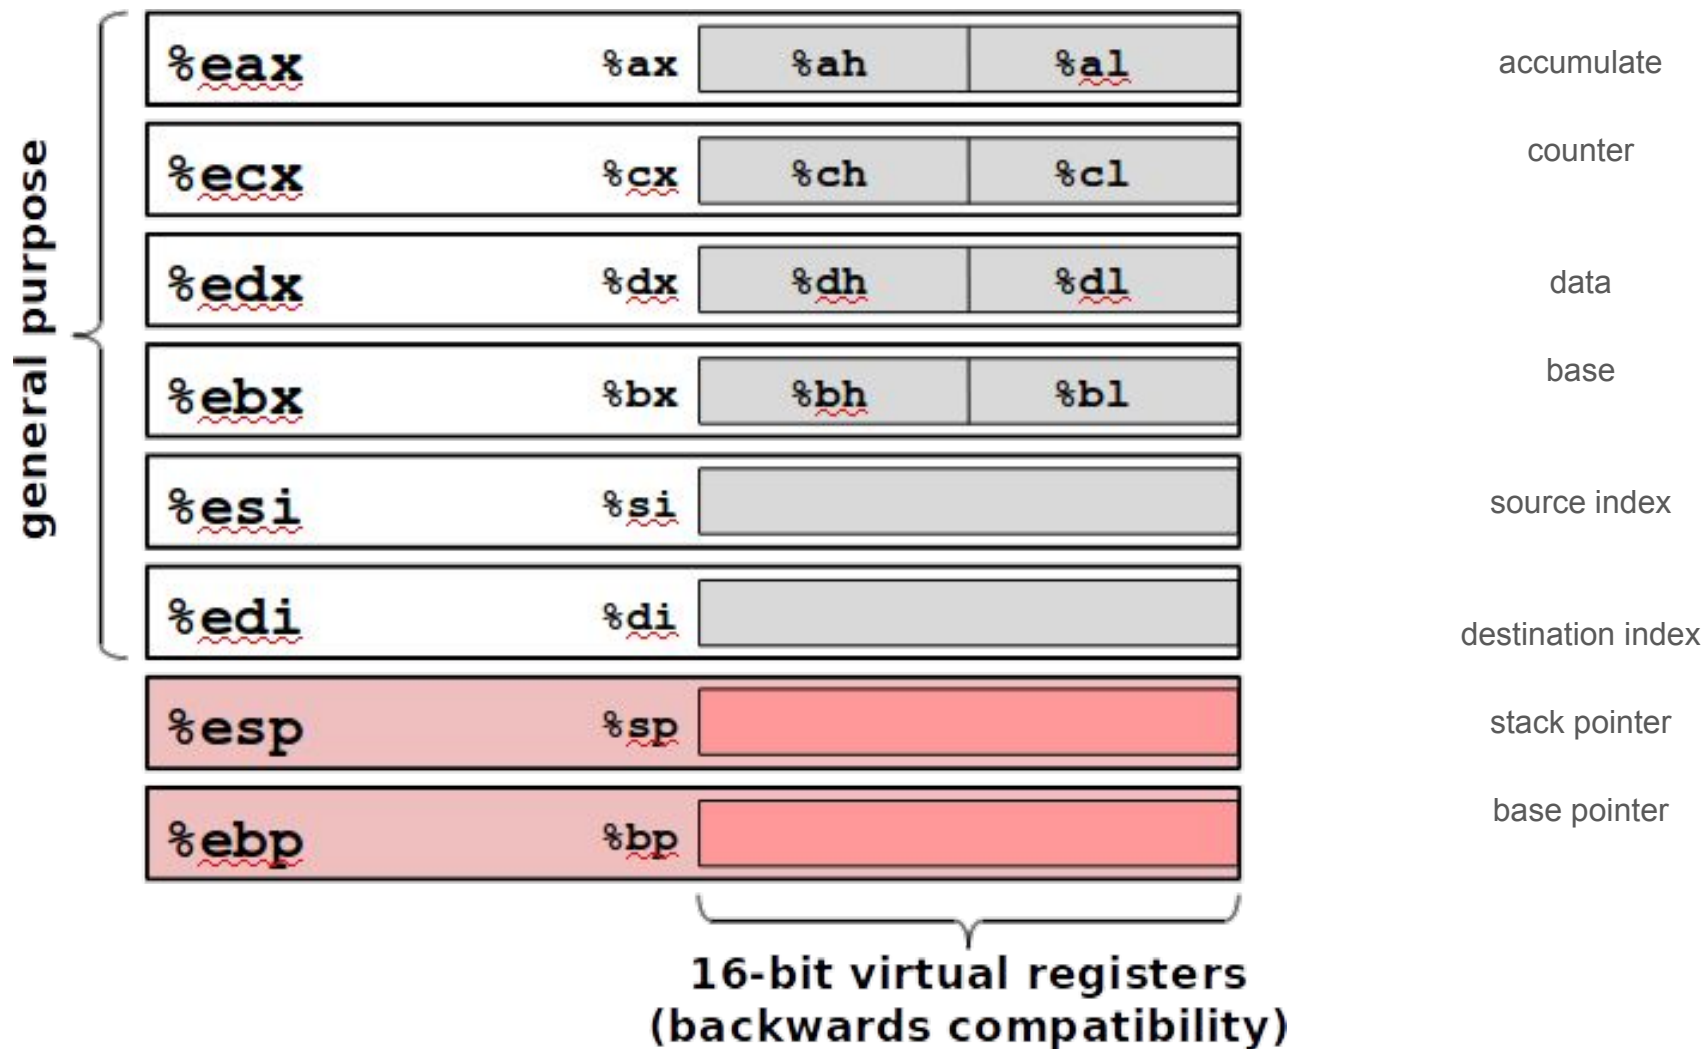 general purpose
%eax %ax %ah %al accumulate
%ecx %cx %ch %cl counter
%edx %dx %dh %dl data
%ebx %bx %bh %bl base
%esi %si source index
%edi %di destination index
%esp %sp stack pointer
%ebp %bp base pointer
16-bit virtual registers
(backwards compatibility)